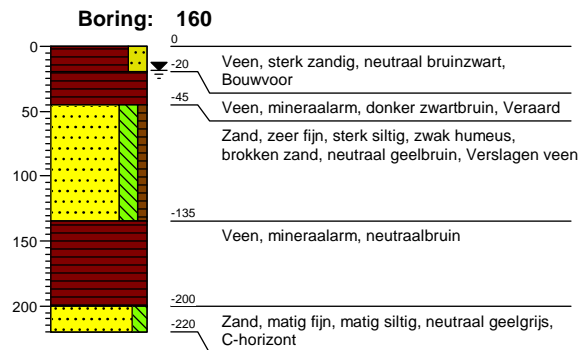 Boring: 160
0
0
-20
Veen, sterk zandig, neutraal bruinzwart,
Bouwvoor
-45
Veen, mineraalarm, donker zwartbruin, Veraard
50
Zand, zeer fijn, sterk siltig, zwak humeus,
brokken zand, neutraal geelbruin, Verslagen veen
100
-135
Veen, mineraalarm, neutraalbruin
150
-200
200
Zand, matig fijn, matig siltig, neutraal geelgrijs,
C-horizont
-220